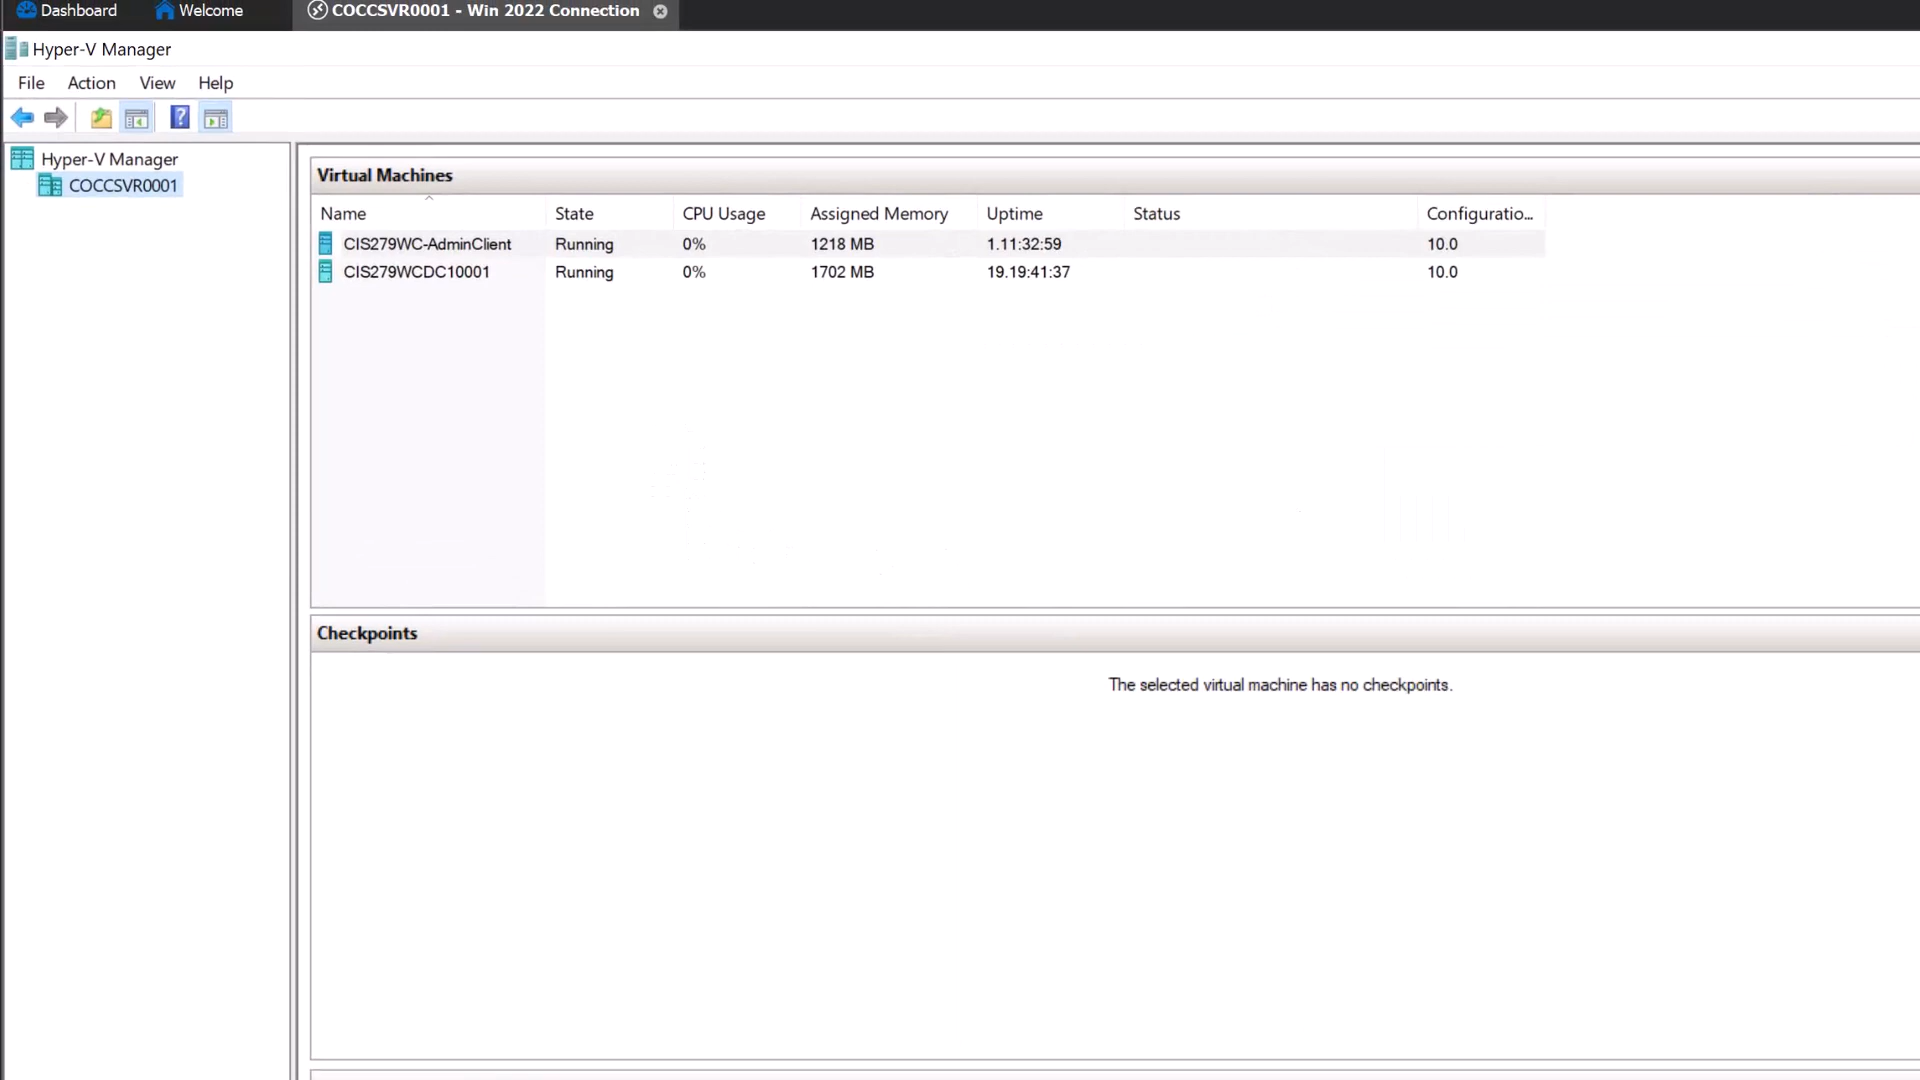 Dashboard Welcome COCCSVR0001 - Win 2022 Connection
Hyper-V Manager
File Action View Help
Hyper-V Manager
COCCSVR0001
Virtual Machines
Name State CPU Usage Assigned Memory Uptime Status Configuratio...
CIS279WC-AdminClient Running 0% 1218 MB 1.11:32:59 10.0
CIS279WCDC10001 Running 0% 1702 MB 19.19:41:37 10.0
Checkpoints
The selected virtual machine has no checkpoints.